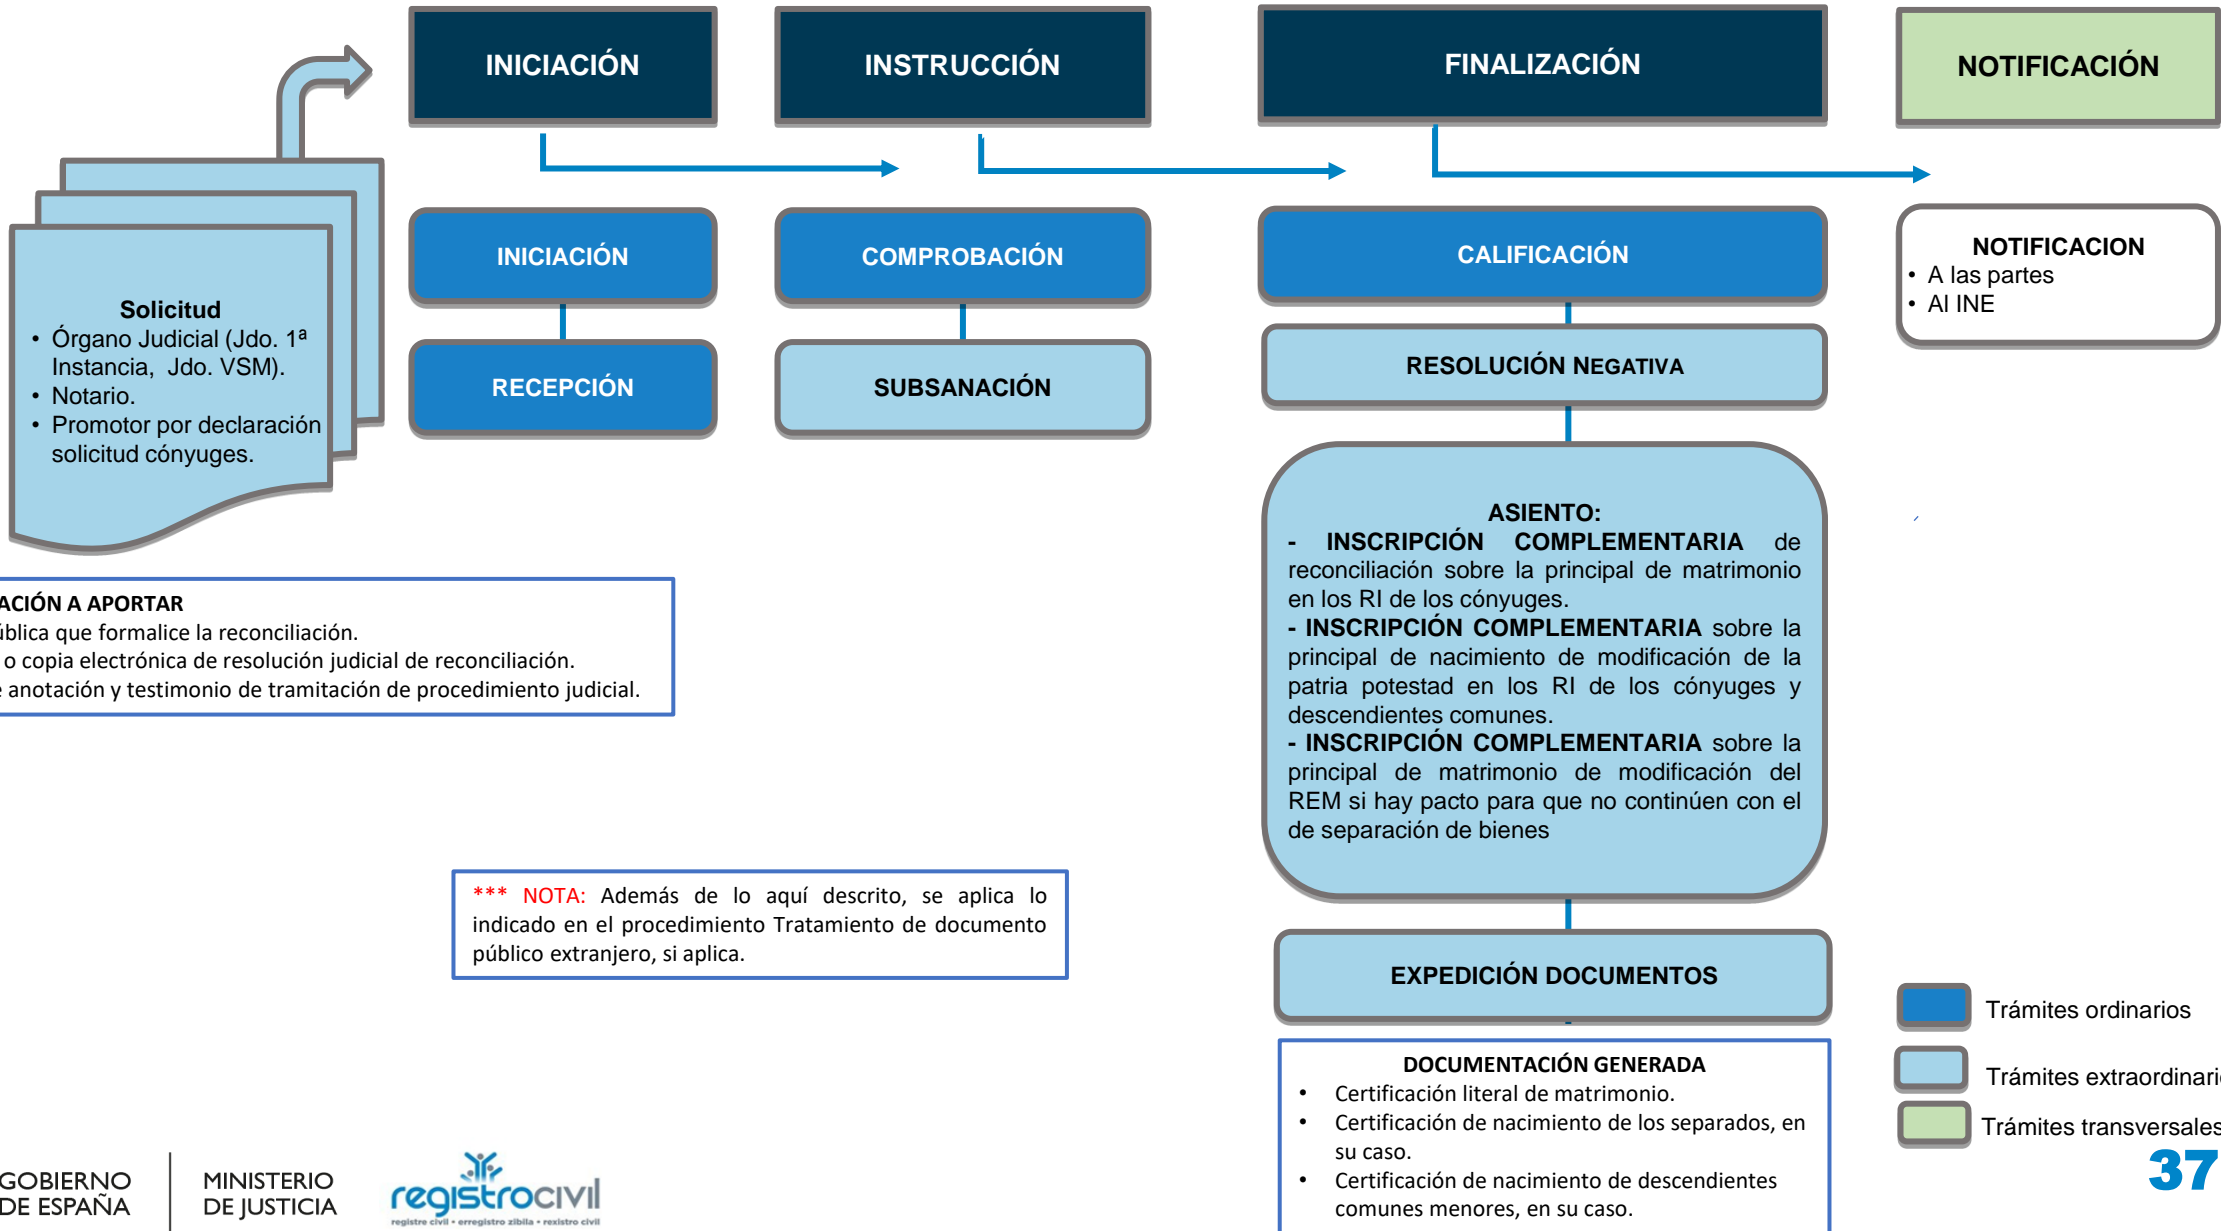 INICIACIÓN
INSTRUCCIÓN
FINALIZACIÓN
NOTIFICACIÓN
Solicitud
• Órgano Judicial (Jdo. 1ª
Instancia, Jdo. VSM).
• Notario.
• Promotor por declaración
solicitud cónyuges.
INICIACIÓN
RECEPCIÓN
COMPROBACIÓN
SUBSANACIÓN
CALIFICACIÓN
RESOLUCIÓN NEGATIVA
ASIENTO:
- INSCRIPCIÓN COMPLEMENTARIA de
reconciliación sobre la principal de matrimonio
en los RI de los cónyuges.
- INSCRIPCIÓN COMPLEMENTARIA sobre la
principal de nacimiento de modificación de la
patria potestad en los RI de los cónyuges y
descendientes comunes.
- INSCRIPCIÓN COMPLEMENTARIA sobre la
principal de matrimonio de modificación del
REM si hay pacto para que no continúen con el
de separación de bienes
EXPEDICIÓN DOCUMENTOS
DOCUMENTACIÓN GENERADA
• Certificación literal de matrimonio.
• Certificación de nacimiento de los separados, en
su caso.
• Certificación de nacimiento de descendientes
comunes menores, en su caso.
NOTIFICACION
• A las partes
• Al INE
ACIÓN A APORTAR
ública que formalice la reconciliación.
o copia electrónica de resolución judicial de reconciliación.
e anotación y testimonio de tramitación de procedimiento judicial.
*** NOTA: Además de lo aquí descrito, se aplica lo
indicado en el procedimiento Tratamiento de documento
público extranjero, si aplica.
Trámites ordinarios
Trámites extraordinari
Trámites transversales
37
GOBIERNO
DE ESPAÑA
MINISTERIO
DE JUSTICIA
registrocivil
registre civil • erregistro zibila • rexistro civil